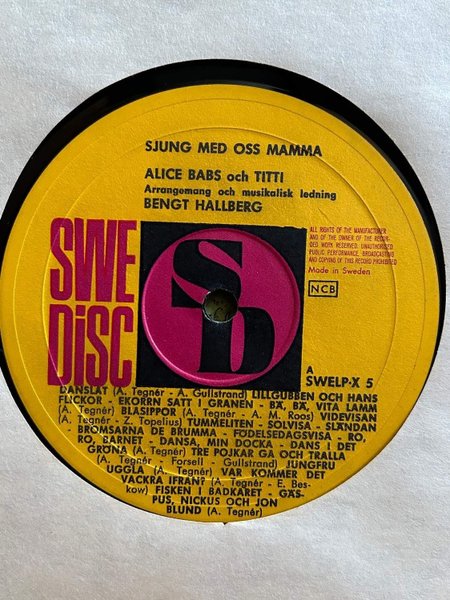 SJUNG MED OSS MAMMA
ALICE BABS och TITTI
Arrangemang och musikalisk ledning
BENGT HALLBERG
SWE
DISC
SD
ALL RIGHTS OF THE MANUFACTURER
AND OF THE OWNER OF THE RECOR-
DED WORK RESERVED. UNAUTHORISED
PUBLIC PERFORMANCE, BROADCASTING
AND COPYING OF THIS RECORD PROHIBITED
Made in Sweden
NCB
A
SWELP-X 5
DANSLÅT (A. Tegnér - A. Gullstrand) LILLGUBBEN OCH HANS
FLICKOR - EKORRN SATT I GRANEN - BÄ, BÄ, VITA LAMM
(A. Tegnér) BLASIPPOR (A. Tegnér - A. M. Roos) VIDEVISAN
(A. Tegnér - Z. Topelius) TUMMELITEN - SOLVISA - SLÄNDAN
- BROMSARNA DE BRUMMA - FÖDELSEDAGSVISA - RO,
RO, BARNET - DANSA, MIN DOCKA - DANS I DET
GRÖNA (A. Tegnér) TRE POJKAR GA OCH TRALLA
(A. Tegnér - Forsell - Gullstrand) JUNGFRU
UGGLA (A. Tegnér) VAR KOMMER DET
VACKRA IFRAN? (A. Tegnér - E. Bes-
kow) FISKEN I BADKARET - GÄS-
PUS, NICKUS OCH JON
BLUND (A. Tegnér)